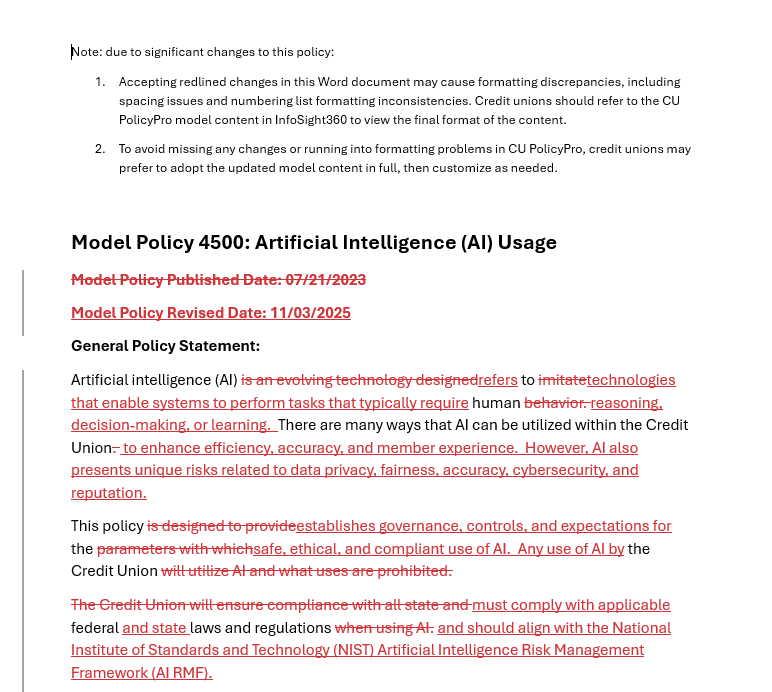 Note: due to significant changes to this policy:
1. Accepting redlined changes in this Word document may cause formatting discrepancies, including
spacing issues and numbering list formatting inconsistencies. Credit unions should refer to the CU
PolicyPro model content in InfoSight360 to view the final format of the content.
2. To avoid missing any changes or running into formatting problems in CU PolicyPro, credit unions may
prefer to adopt the updated model content in full, then customize as needed.
Model Policy 4500: Artificial Intelligence (AI) Usage
Model Policy Published Date: 07/21/2023
Model Policy Revised Date: 11/03/2025
General Policy Statement:
Artificial intelligence (AI) is an evolving technology designedrefers to imitatetechnologies
that enable systems to perform tasks that typically require human behavior. reasoning,
decision-making, or learning. There are many ways that AI can be utilized within the Credit
Union. to enhance efficiency, accuracy, and member experience. However, AI also
presents unique risks related to data privacy, fairness, accuracy, cybersecurity, and
reputation.
This policy is designed to provideestablishes governance, controls, and expectations for
the parameters with whichsafe, ethical, and compliant use of AI. Any use of AI by the
Credit Union will utilize AI and what uses are prohibited.
The Credit Union will ensure compliance with all state and must comply with applicable
federal and state laws and regulations when using AI. and should align with the National
Institute of Standards and Technology (NIST) Artificial Intelligence Risk Management
Framework (AI RMF).